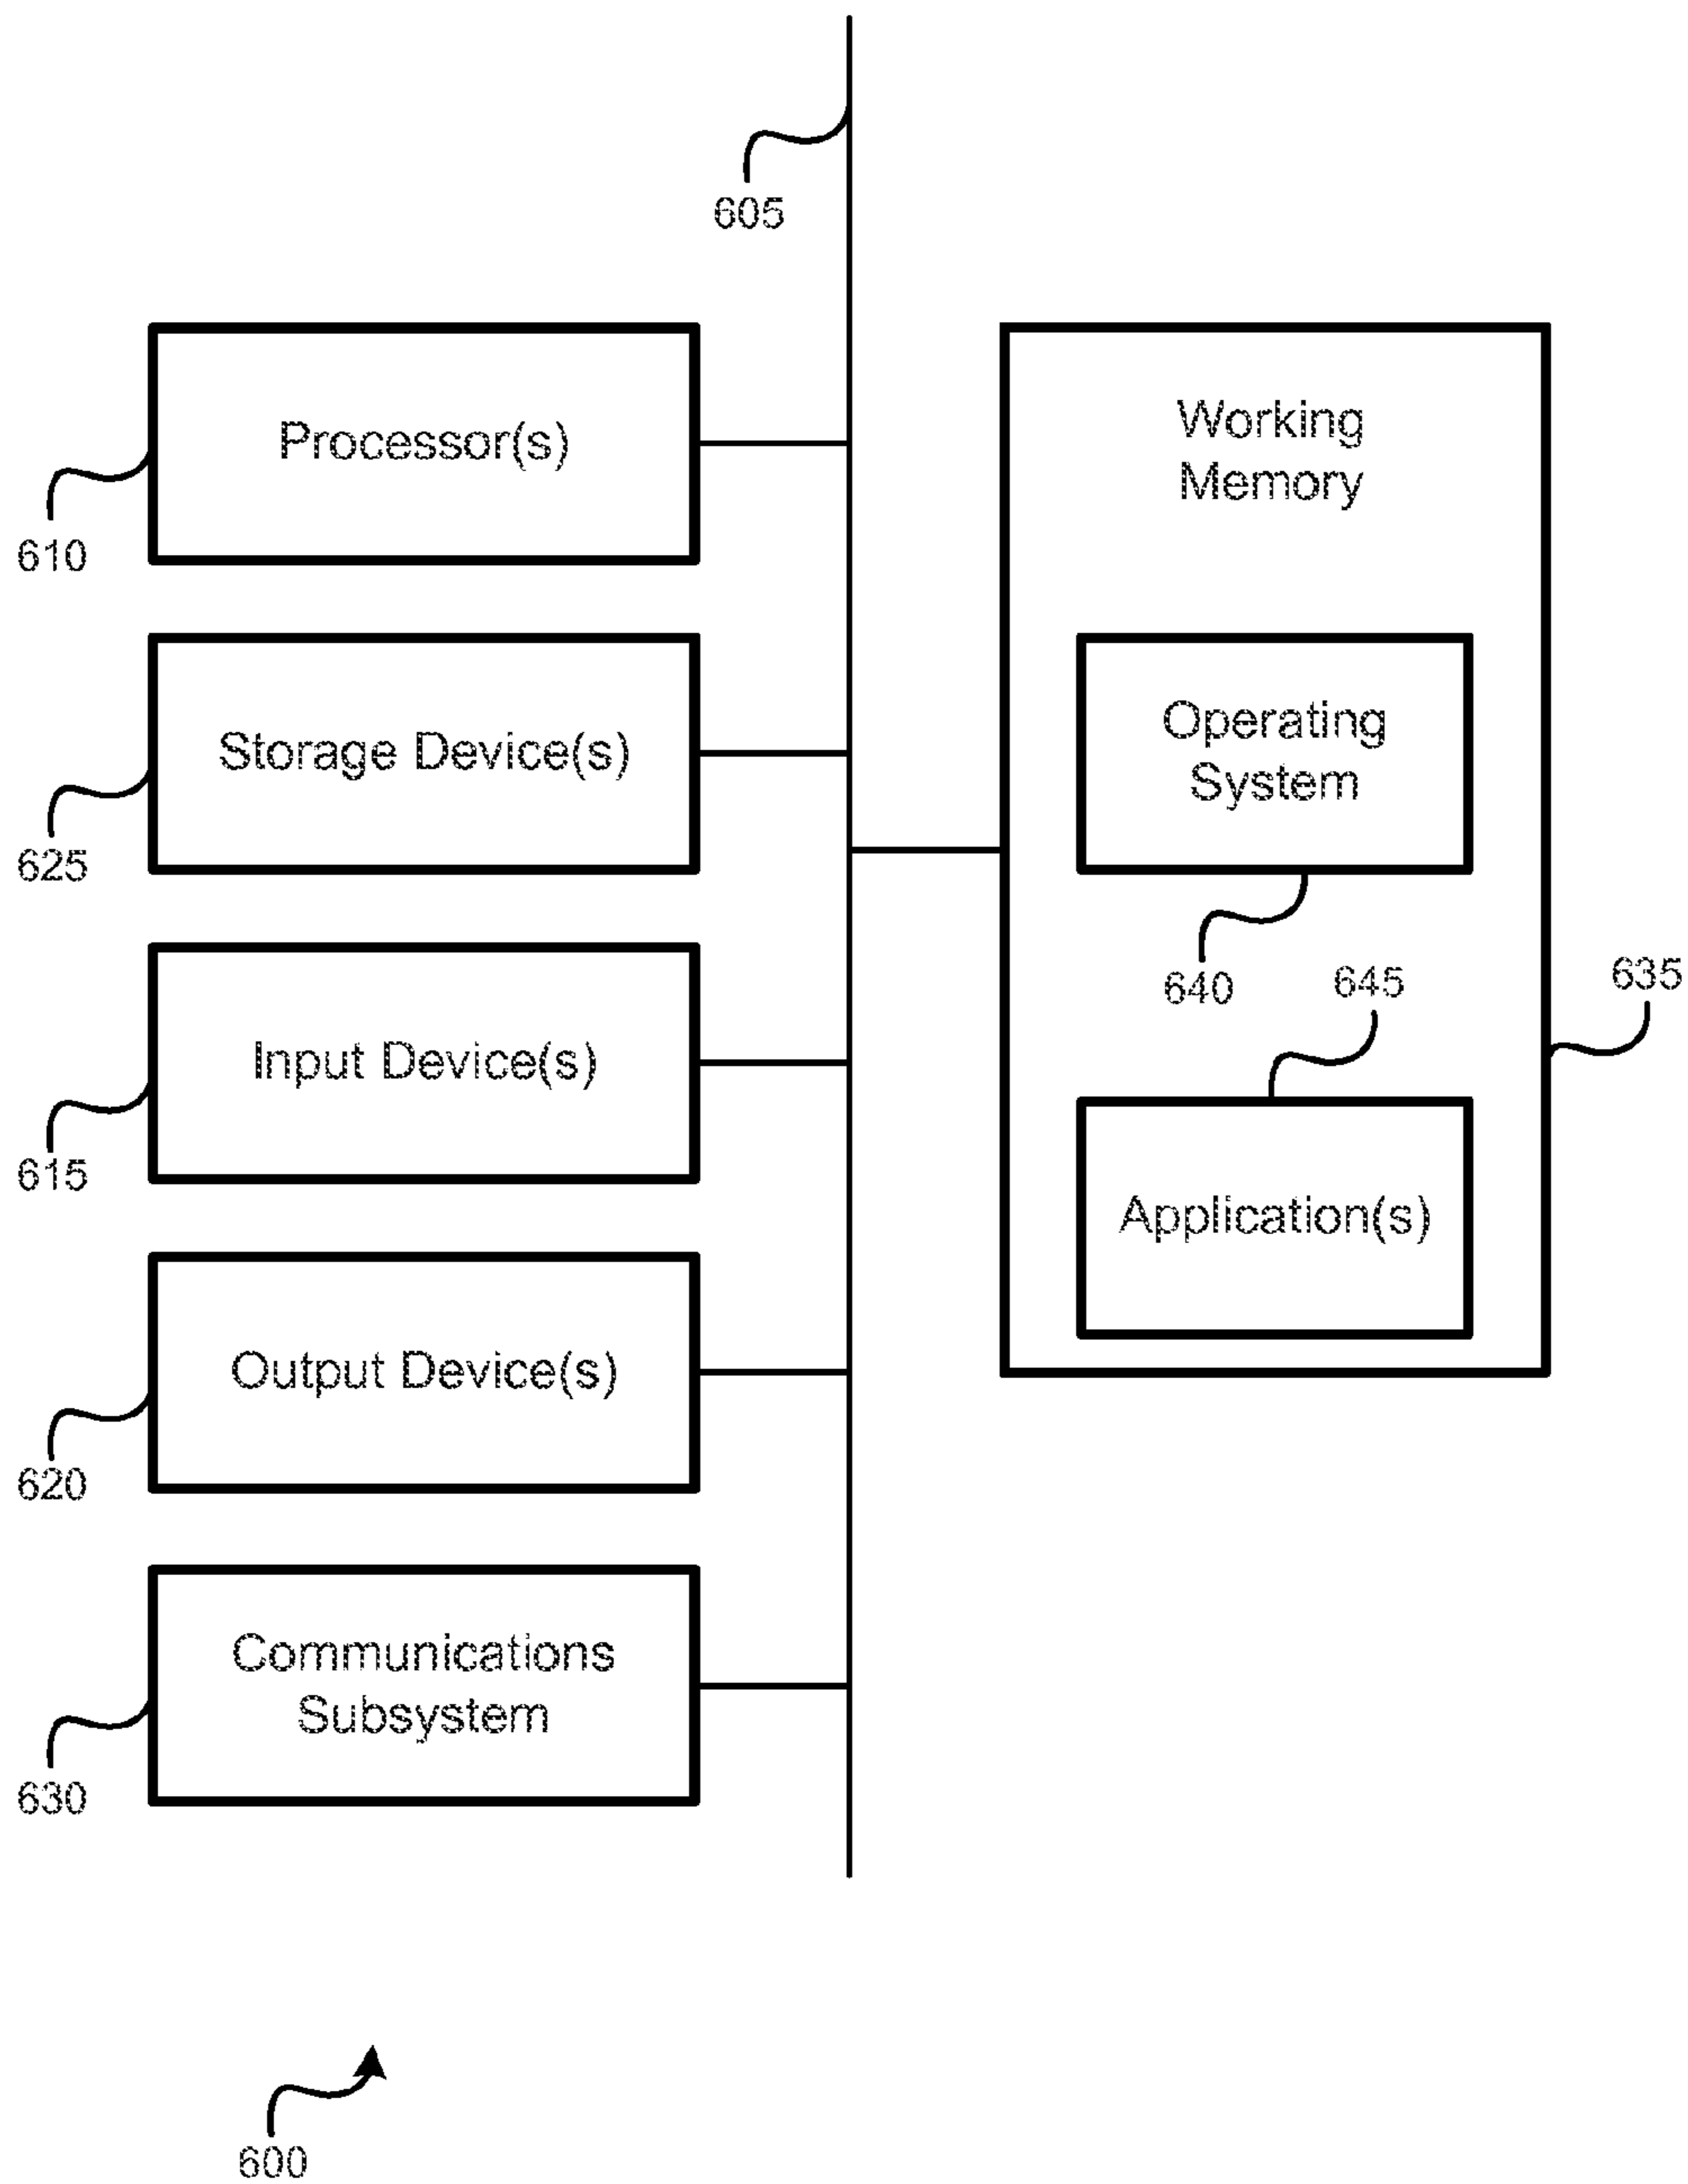 605
Processor(s)
610
Working
Memory
Storage Device(s)
625
Operating
System
640
645
635
Input Device(s)
615
Application(s)
Output Device(s)
620
Communications
Subsystem
630
600